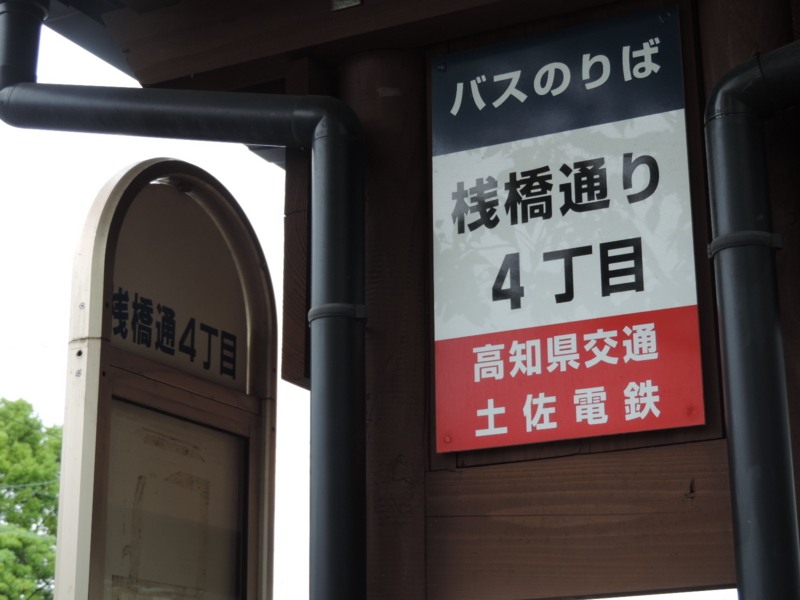 バスのりば
桟橋通り
4丁目
高知県交通
土佐電鉄
桟橋通4丁目